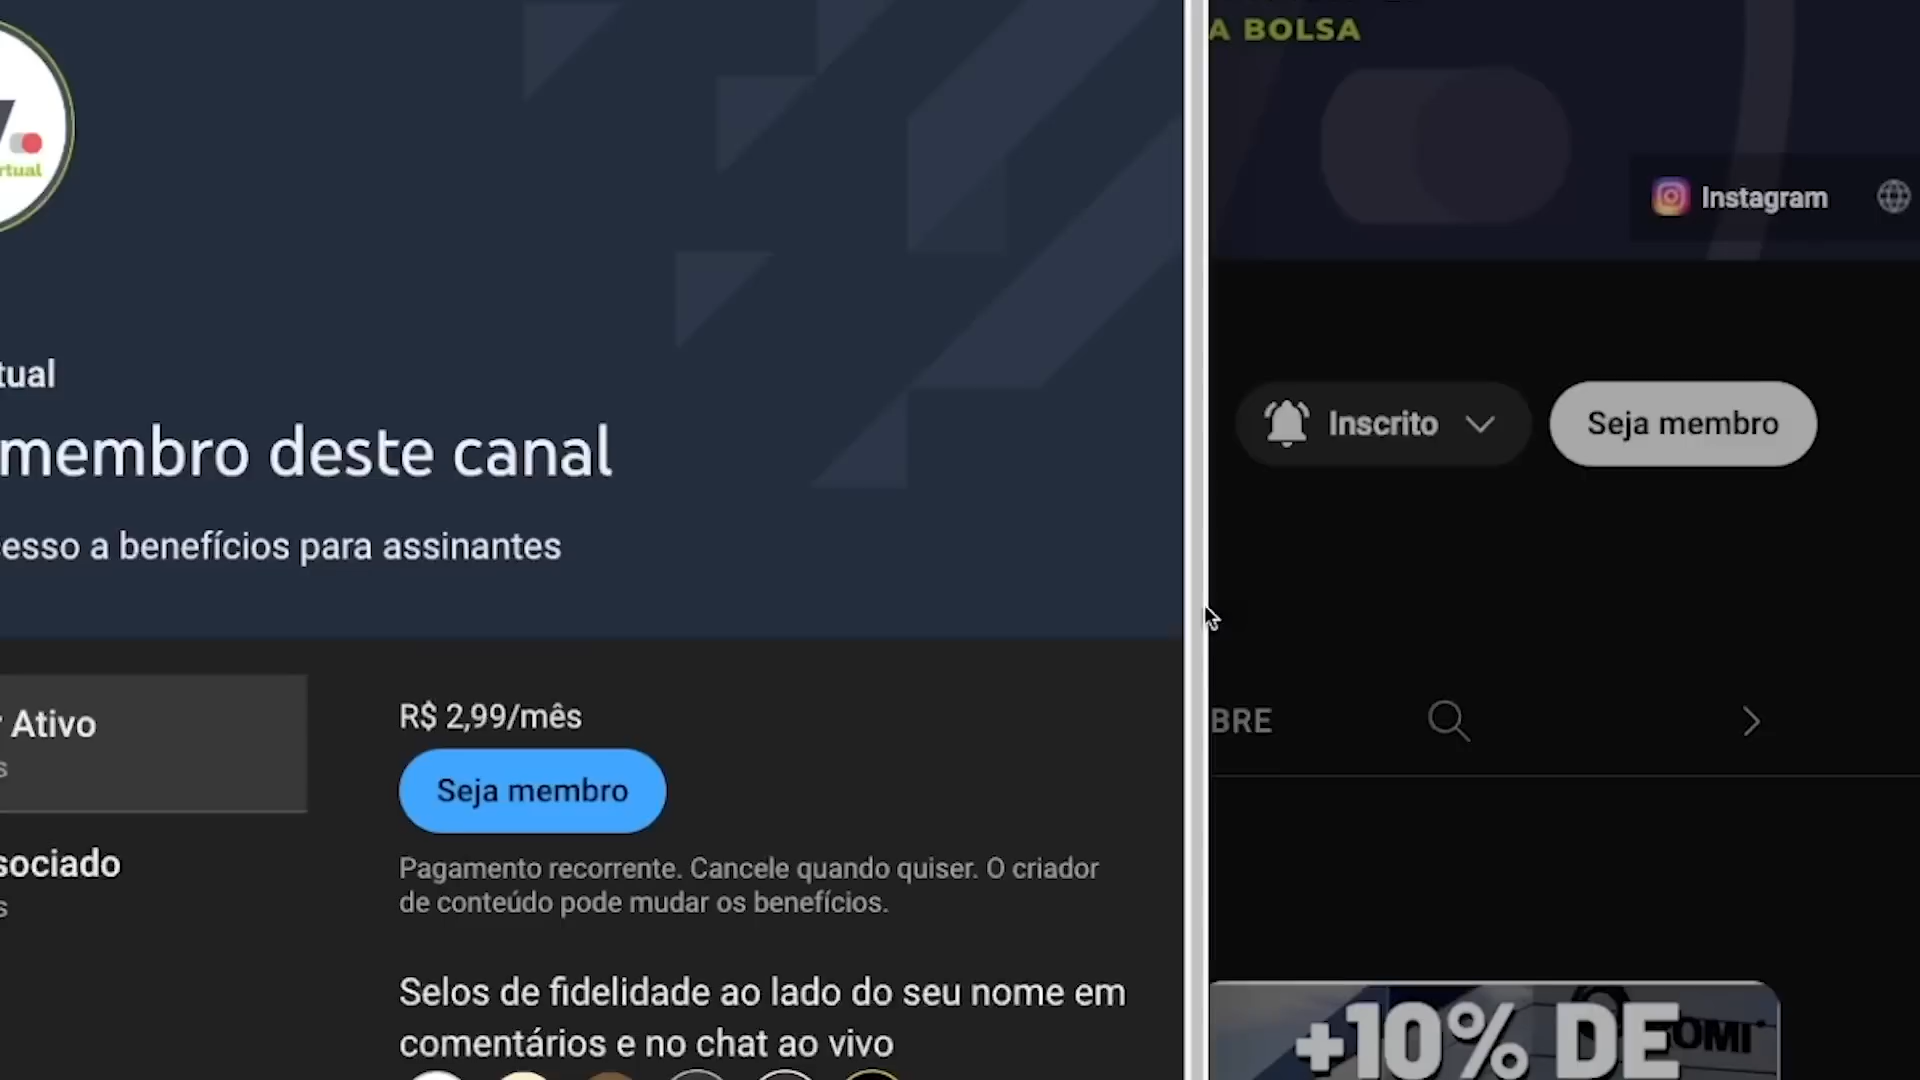 A BOLSA
rtual
Instagram
tual
membro deste canal
Inscrito
Seja membro
esso a benefícios para assinantes
Ativo
s
R$ 2,99/mês
BRE
Seja membro
sociado
s
Pagamento recorrente. Cancele quando quiser. O criador
de conteúdo pode mudar os benefícios.
Selos de fidelidade ao lado do seu nome em
comentários e no chat ao vivo
+10% DE
OMI